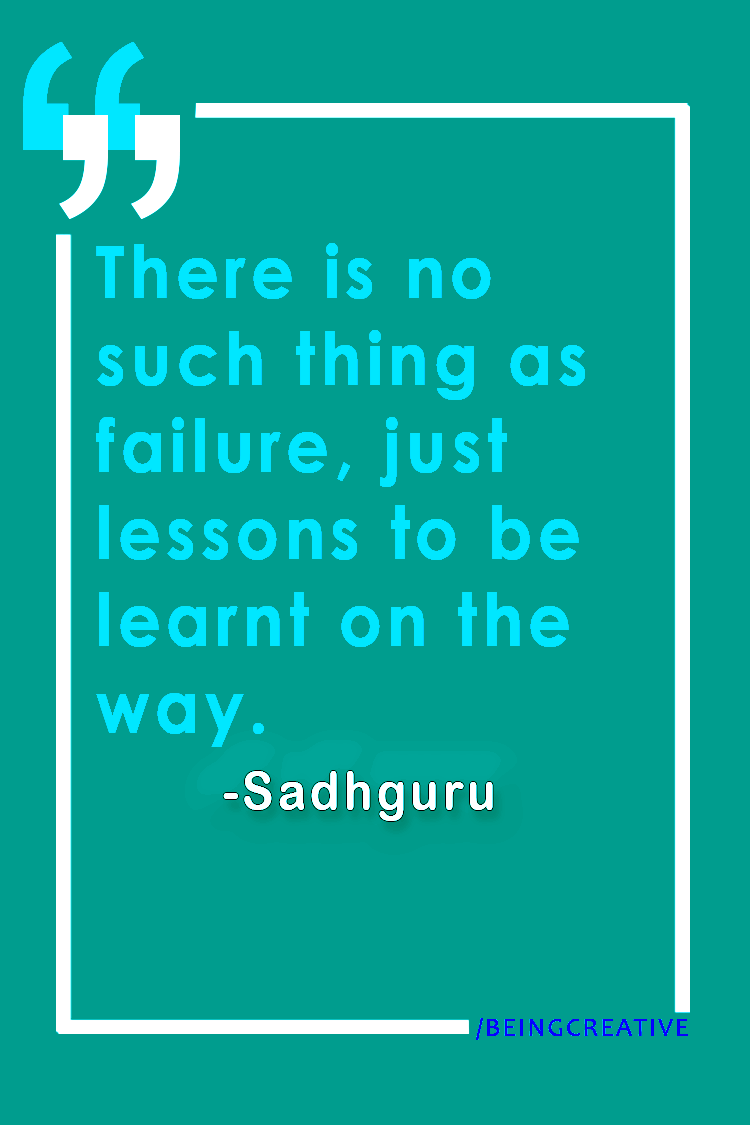 There is no
such thing as
failure, just
lessons to be
learnt on the
way.
-Sadhguru
/BEINGCREATIVE